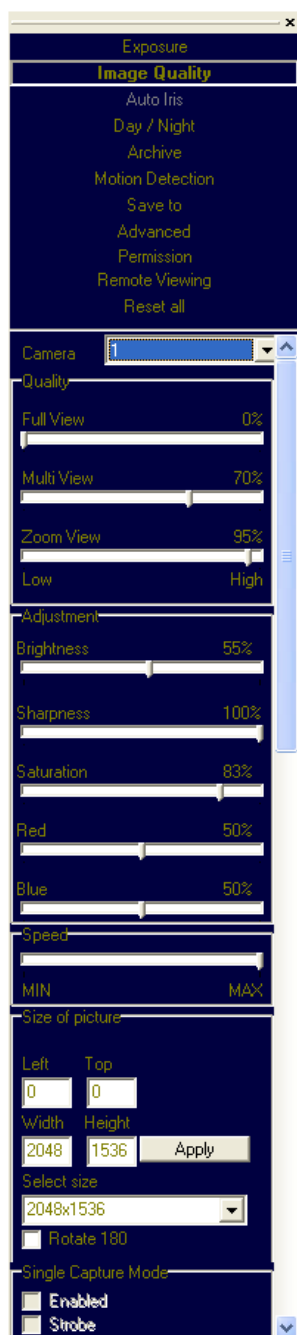 Exposure
Image Quality
Auto Iris
Day / Night
Archive
Motion Detection
Save to
Advanced
Permission
Remote Viewing
Reset all
Camera 1
Quality
Full View 0%
Multi View 70%
Zoom View 95%
Low High
Adjustment
Brightness 55%
Sharpness 100%
Saturation 83%
Red 50%
Blue 50%
Speed
MIN MAX
Size of picture
Left Top
0 0
Width Height
2048 1536 Apply
Select size
2048x1536
Rotate 180
Single Capture Mode
Enabled
Strobe